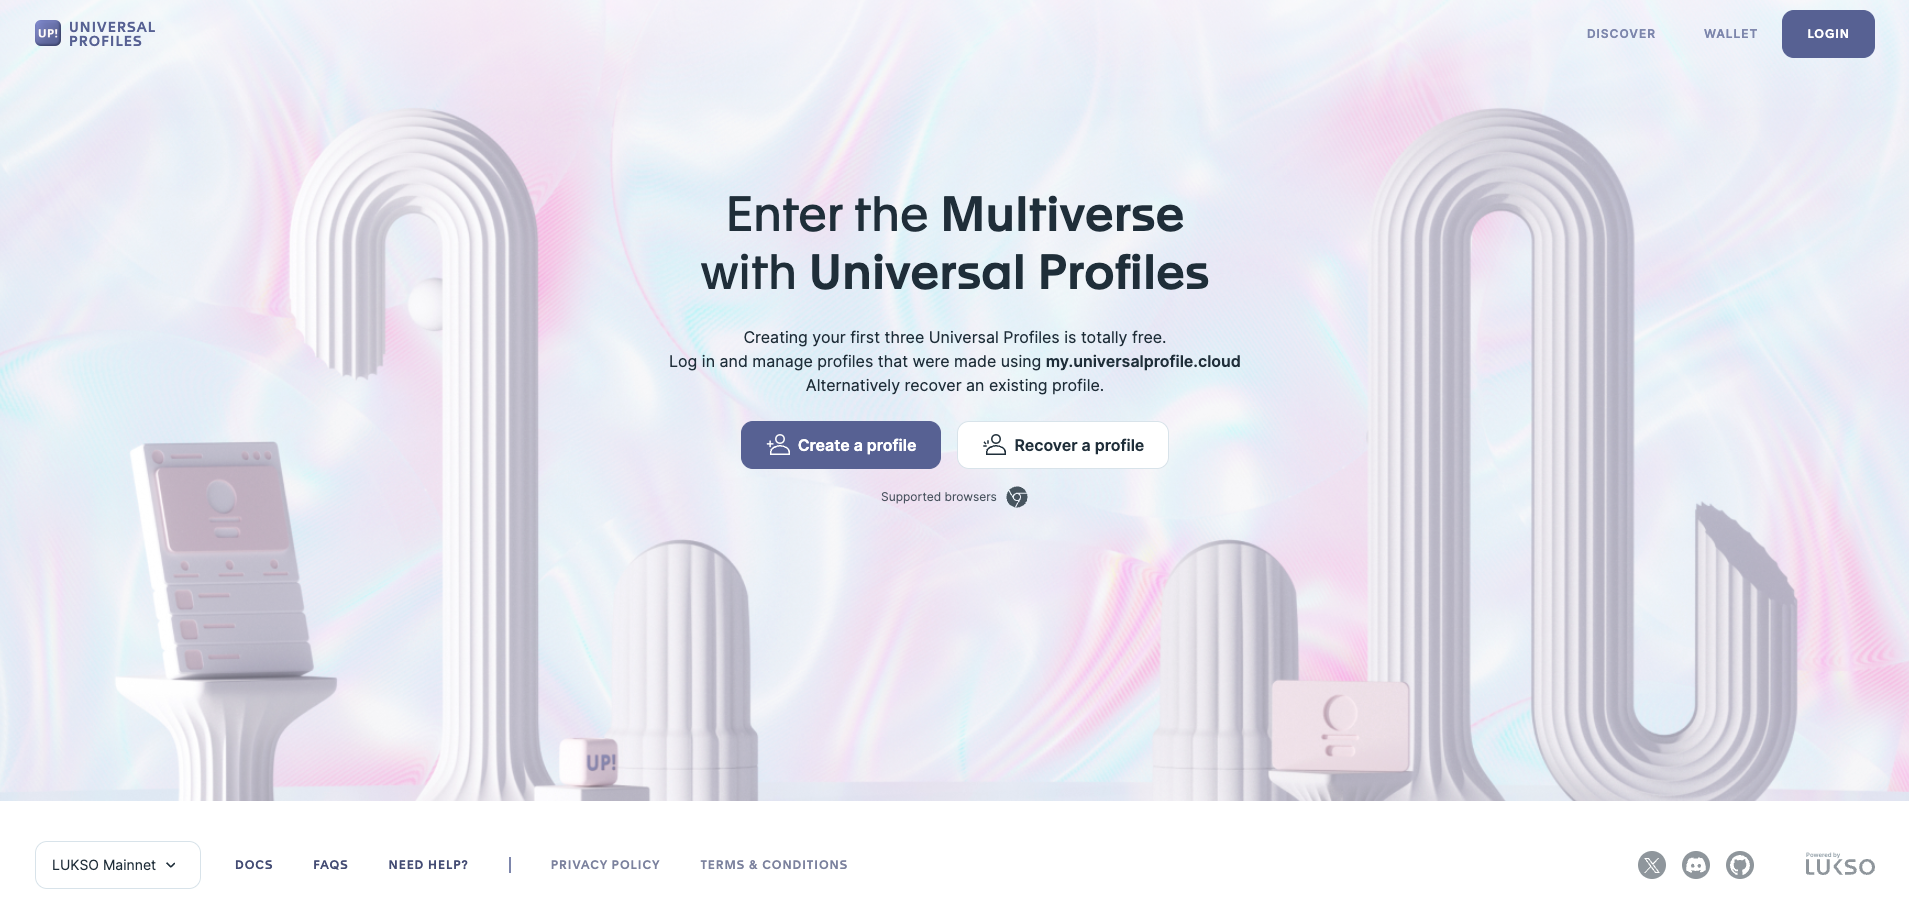 UP! UNIVERSAL
PROFILES
DISCOVER
WALLET
LOGIN
Enter the Multiverse
with Universal Profiles
Creating your first three Universal Profiles is totally free.
Log in and manage profiles that were made using my.universalprofile.cloud
Alternatively recover an existing profile.
Create a profile
Recover a profile
Supported browsers
UP!
LUKSO Mainnet
DOCS
FAQS
NEED HELP?
PRIVACY POLICY
TERMS & CONDITIONS
Powered by
LUKSO